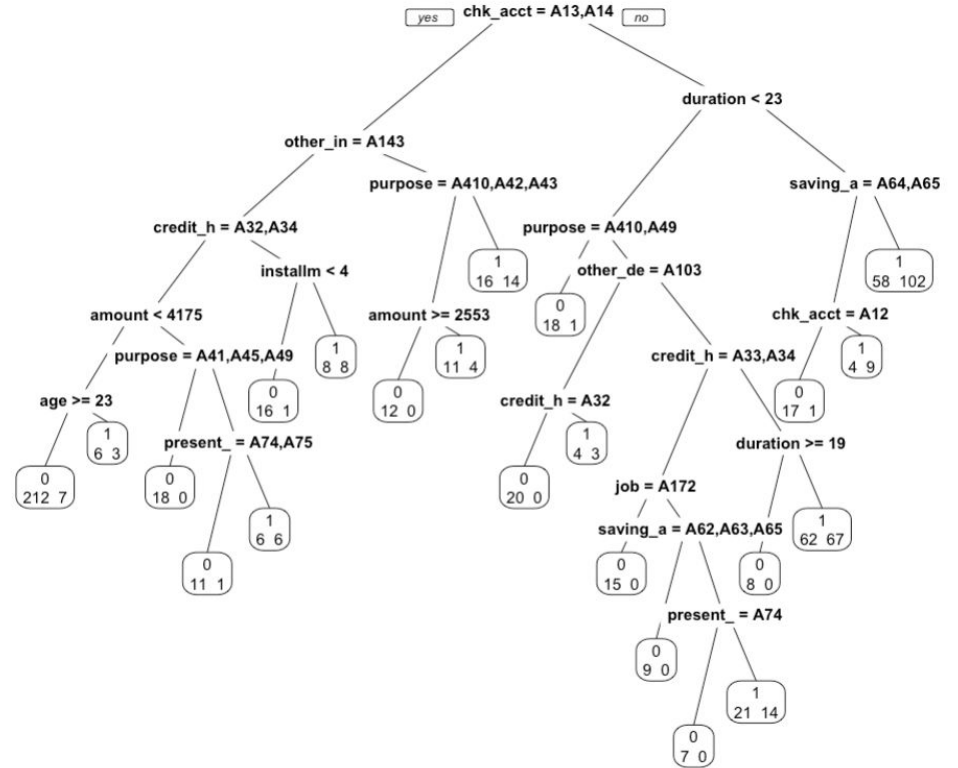 yes chk_acct = A13,A14 no
duration < 23
other_in = A143
purpose = A410,A42,A43
saving_a = A64,A65
credit_h = A32,A34
purpose = A410,A49
installm < 4
1
16 14
other_de = A103
1
58 102
0
18 1
amount < 4175
amount >= 2553
chk_acct = A12
purpose = A41,A45,A49
1
8 8
1
11 4
credit_h = A33,A34
1
4 9
age >= 23
0
16 1
0
12 0
credit_h = A32
0
17 1
1
6 3
present_ = A74,A75
1
4 3
duration >= 19
0
212 7
0
18 0
0
20 0
job = A172
1
6 6
saving_a = A62,A63,A65
1
62 67
0
11 1
0
15 0
0
8 0
present_ = A74
0
9 0
1
21 14
0
7 0